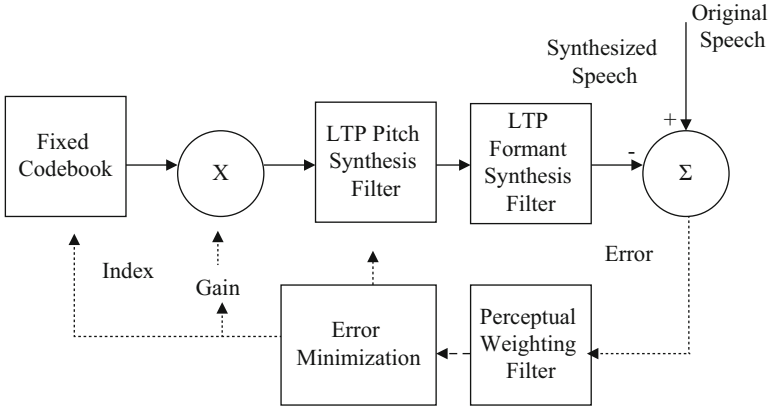 Original
Speech
Synthesized
Speech
+
Fixed
Codebook
X
LTP Pitch
Synthesis
Filter
LTP
Formant
Synthesis
Filter
-
Σ
Index
Gain
Error
Error
Minimization
Perceptual
Weighting
Filter